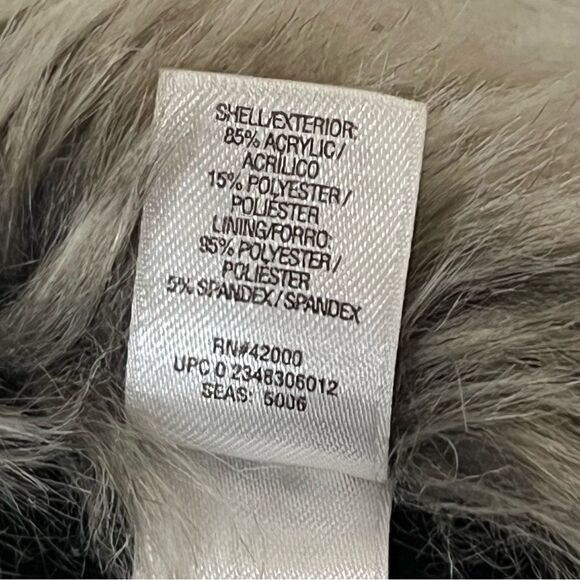 SHELL/EXTERIOR:
85% ACRYLIC/
ACRILICO
15% POLYESTER/
POLIESTER
LINING/FORRO:
95% POLYESTER/
POLIESTER
5% SPANDEX/SPANDEX
RN#42000
UPC 0 2348306012
SEAS: 5006